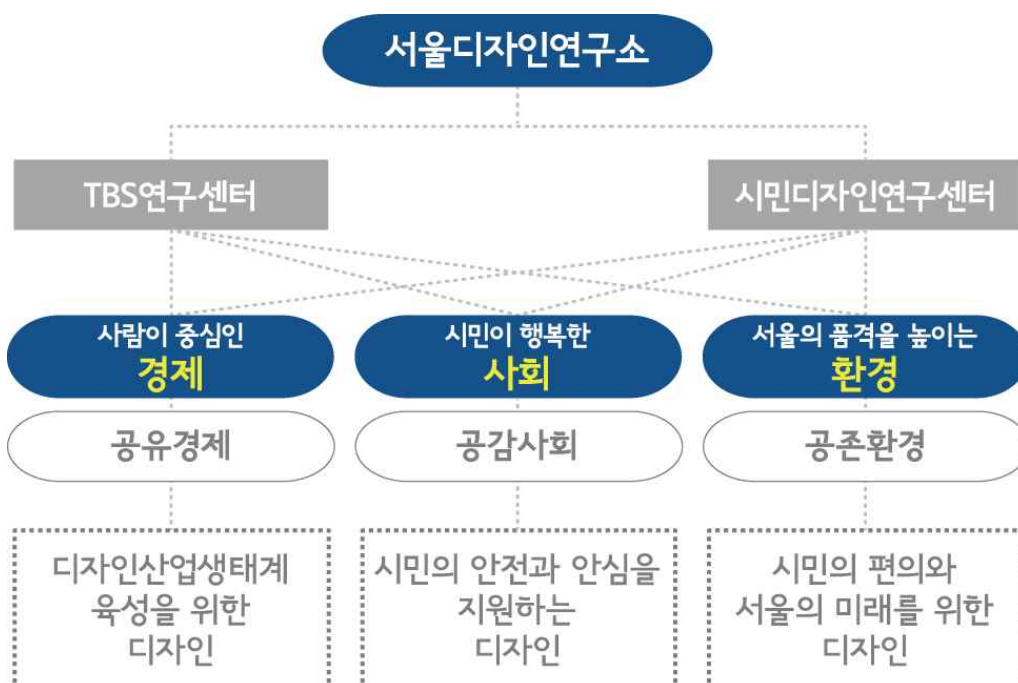 서울디자인연구소
TBS연구센터
시민디자인연구센터
사람이 중심인
경제
시민이 행복한
사회
서울의 품격을 높이는
환경
공유경제
공감사회
공존환경
디자인산업생태계
육성을 위한
디자인
시민의 안전과 안심을
지원하는
디자인
시민의 편의와
서울의 미래를 위한
디자인